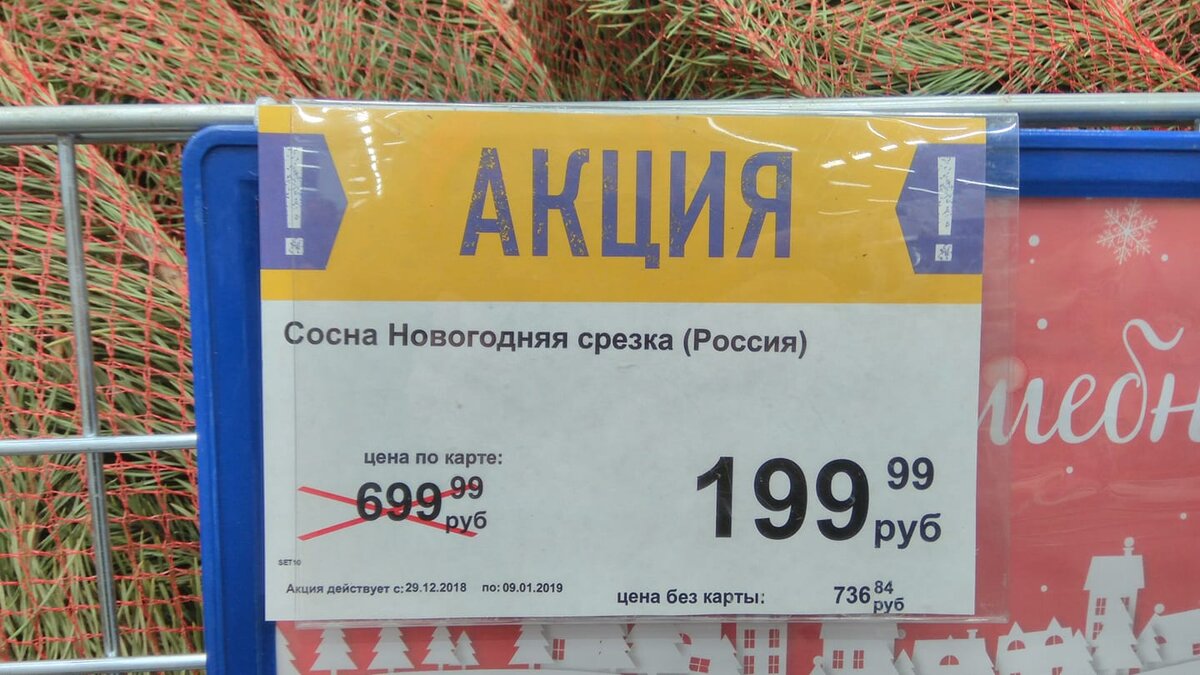 ! АКЦИЯ !
Сосна Новогодняя срезка (Россия)
цена по карте:
699 99 руб
199 99 руб
SET10
Акция действует с: 29.12.2018 по: 09.01.2019
цена без карты: 736 84 руб